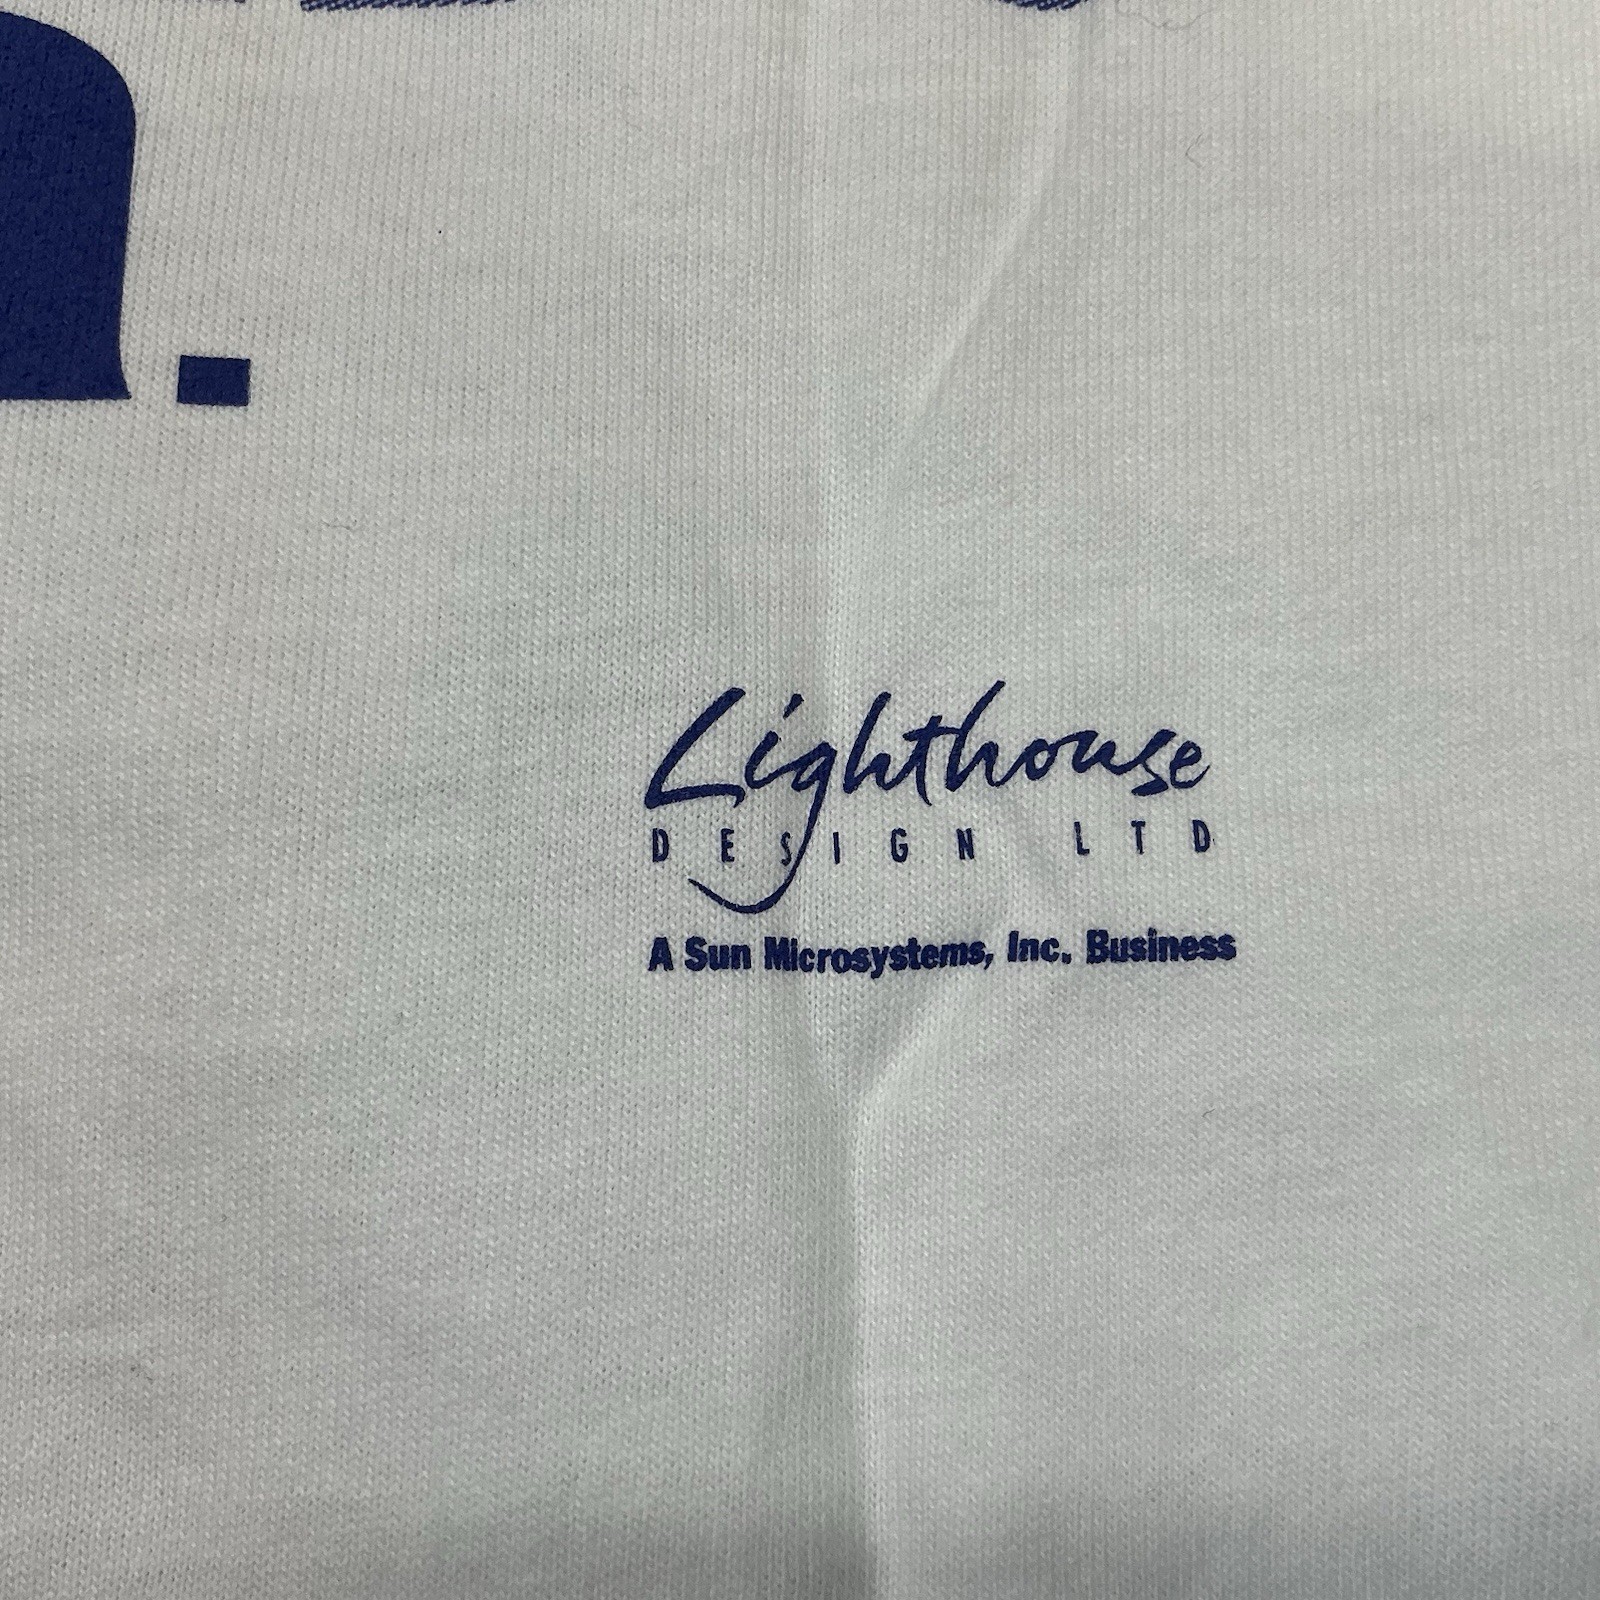 Lighthouse
DESIGN LTD
A Sun Microsystems, Inc. Business